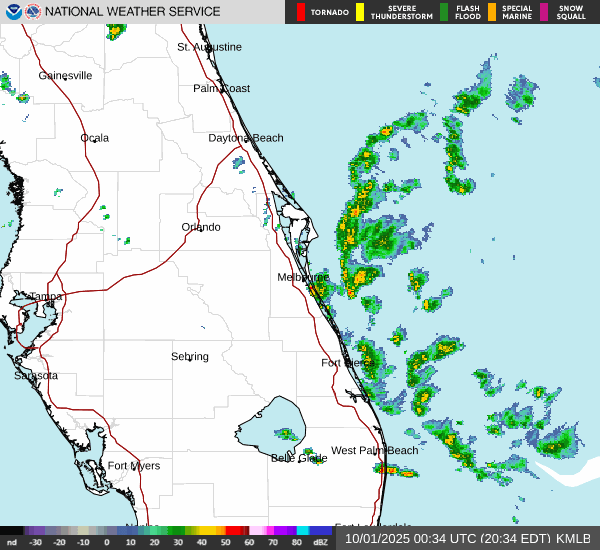 NATIONAL WEATHER SERVICE
TORNADO
SEVERE THUNDERSTORM
FLASH FLOOD
SPECIAL MARINE
SNOW SQUALL
St. Augustine
Gainesville
Palm Coast
Ocala
Daytona Beach
Orlando
Melbourne
Tampa
Sebring
Fort Pierce
Sarasota
West Palm Beach
Belle Glade
Fort Myers
Fort Lauderdale
nd -30 -20 -10 0 10 20 30 40 50 60 70 80 dBZ
10/01/2025 00:34 UTC (20:34 EDT) KMLB